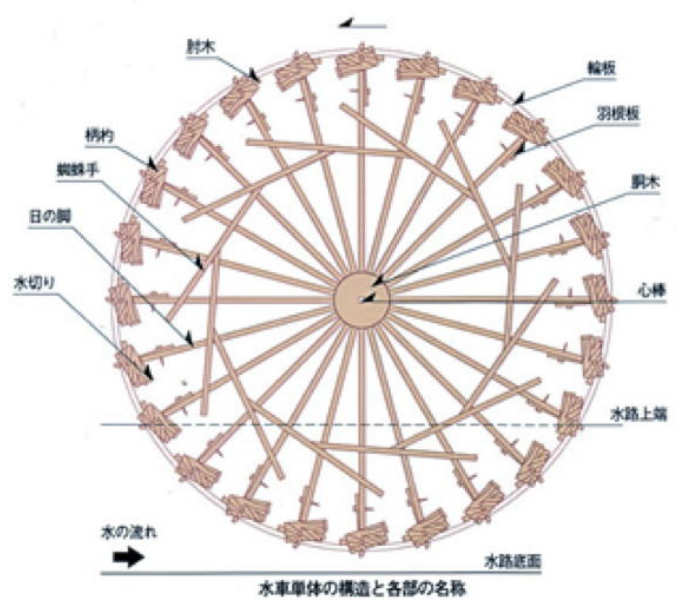 肘木
輪板
羽根板
柄杓
蜘蛛手
胴木
日の脚
水切り
心棒
水路上端
水の流れ
水路底面
水車単体の構造と各部の名称